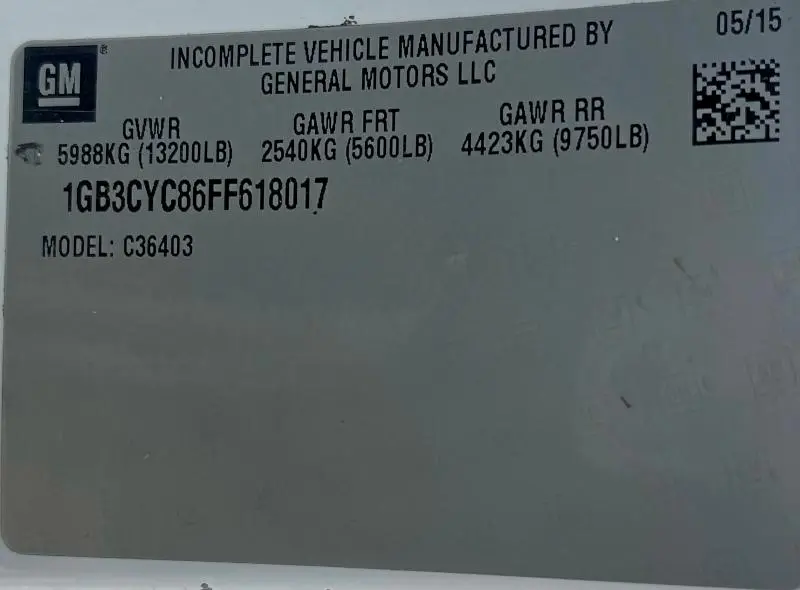 05/15
GM®
INCOMPLETE VEHICLE MANUFACTURED BY
GENERAL MOTORS LLC
GVWR GAWR FRT GAWR RR
5988KG (13200LB) 2540KG (5600LB) 4423KG (9750LB)
1GB3CYC86FF618017
MODEL: C36403